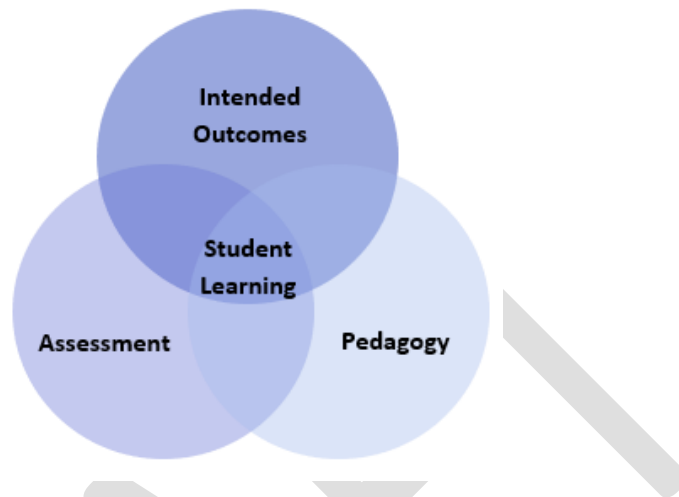 Intended
Outcomes
Student
Learning
Assessment
Pedagogy